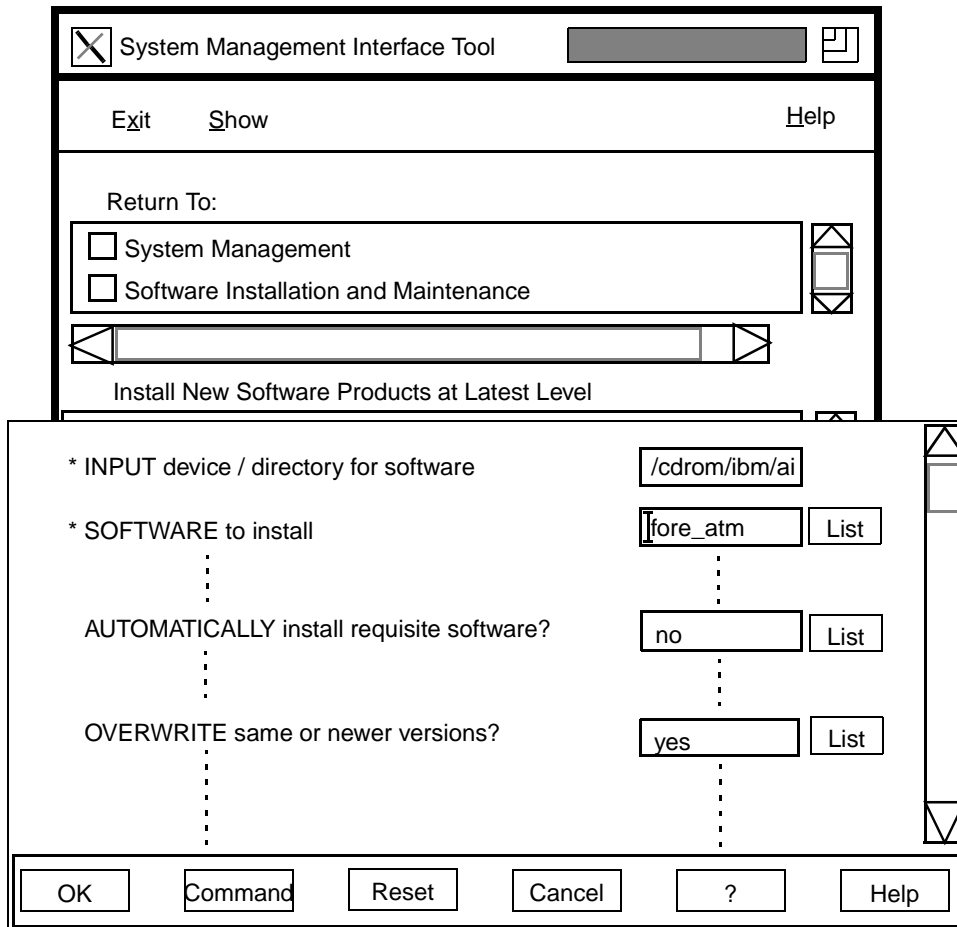 System Management Interface Tool
Exit Show Help
Return To:
System Management
Software Installation and Maintenance
Install New Software Products at Latest Level
* INPUT device / directory for software /cdrom/ibm/ai
* SOFTWARE to install fore_atm List
AUTOMATICALLY install requisite software? no List
OVERWRITE same or newer versions? yes List
OK Command Reset Cancel ? Help